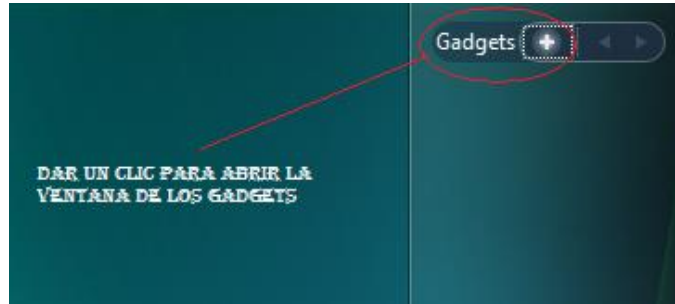 Gadgets
DAR UN CLIC PARA ABRIR LA
VENTANA DE LOS GADGETS